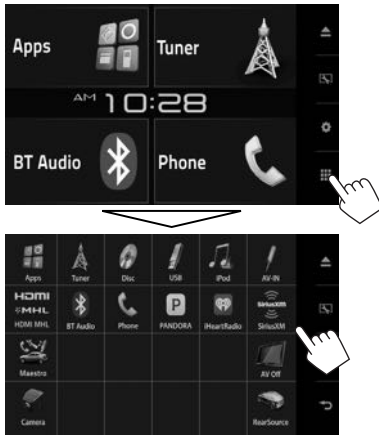 Apps Tuner
AM 10:28
BT Audio Phone
Apps Tuner Disc USB iPod AV-IN
HDMI MHL SiriusXM
HDMI MHL BT Audio Phone P PANDORA iHeartRadio SiriusXM
Maestro AV Off
Camera RearSource